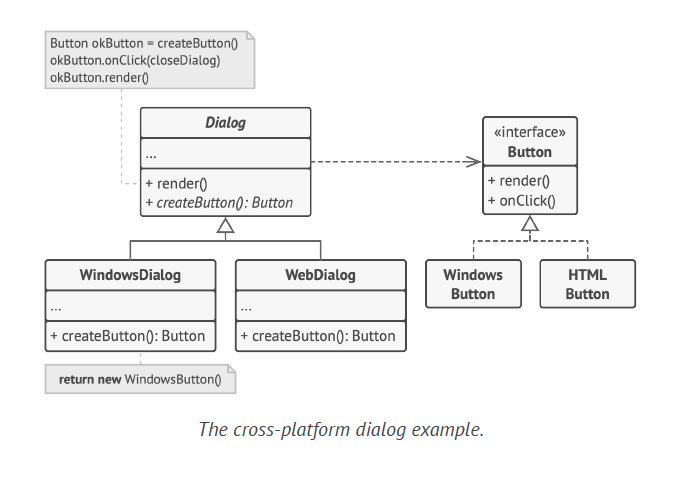 Button okButton = createButton()
okButton.onClick(closeDialog)
okButton.render()
Dialog
...
+ render()
+ createButton(): Button
«interface»
Button
+ render()
+ onClick()
WindowsDialog
...
+ createButton(): Button
WebDialog
...
+ createButton(): Button
Windows
Button
HTML
Button
return new WindowsButton()
The cross-platform dialog example.